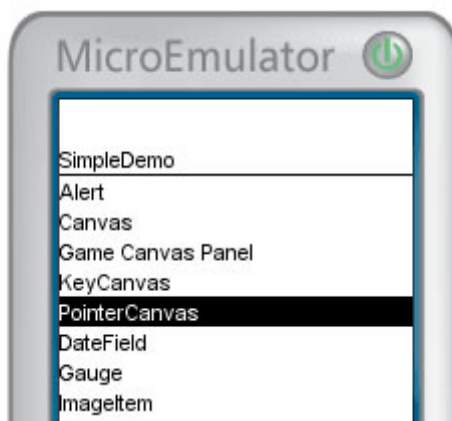 MicroEmulator
SimpleDemo
Alert
Canvas
Game Canvas Panel
KeyCanvas
PointerCanvas
DateField
Gauge
ImageItem